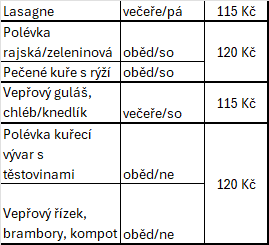 Lasagne večeře/pá 115 Kč
Polévka
rajská/zeleninová oběd/so 120 Kč
Pečené kuře s rýží oběd/so
Vepřový guláš,
chléb/knedlík večeře/so 115 Kč
Polévka kuřecí
vývar s
těstovinami oběd/ne 120 Kč
Vepřový řízek,
brambory, kompot oběd/ne